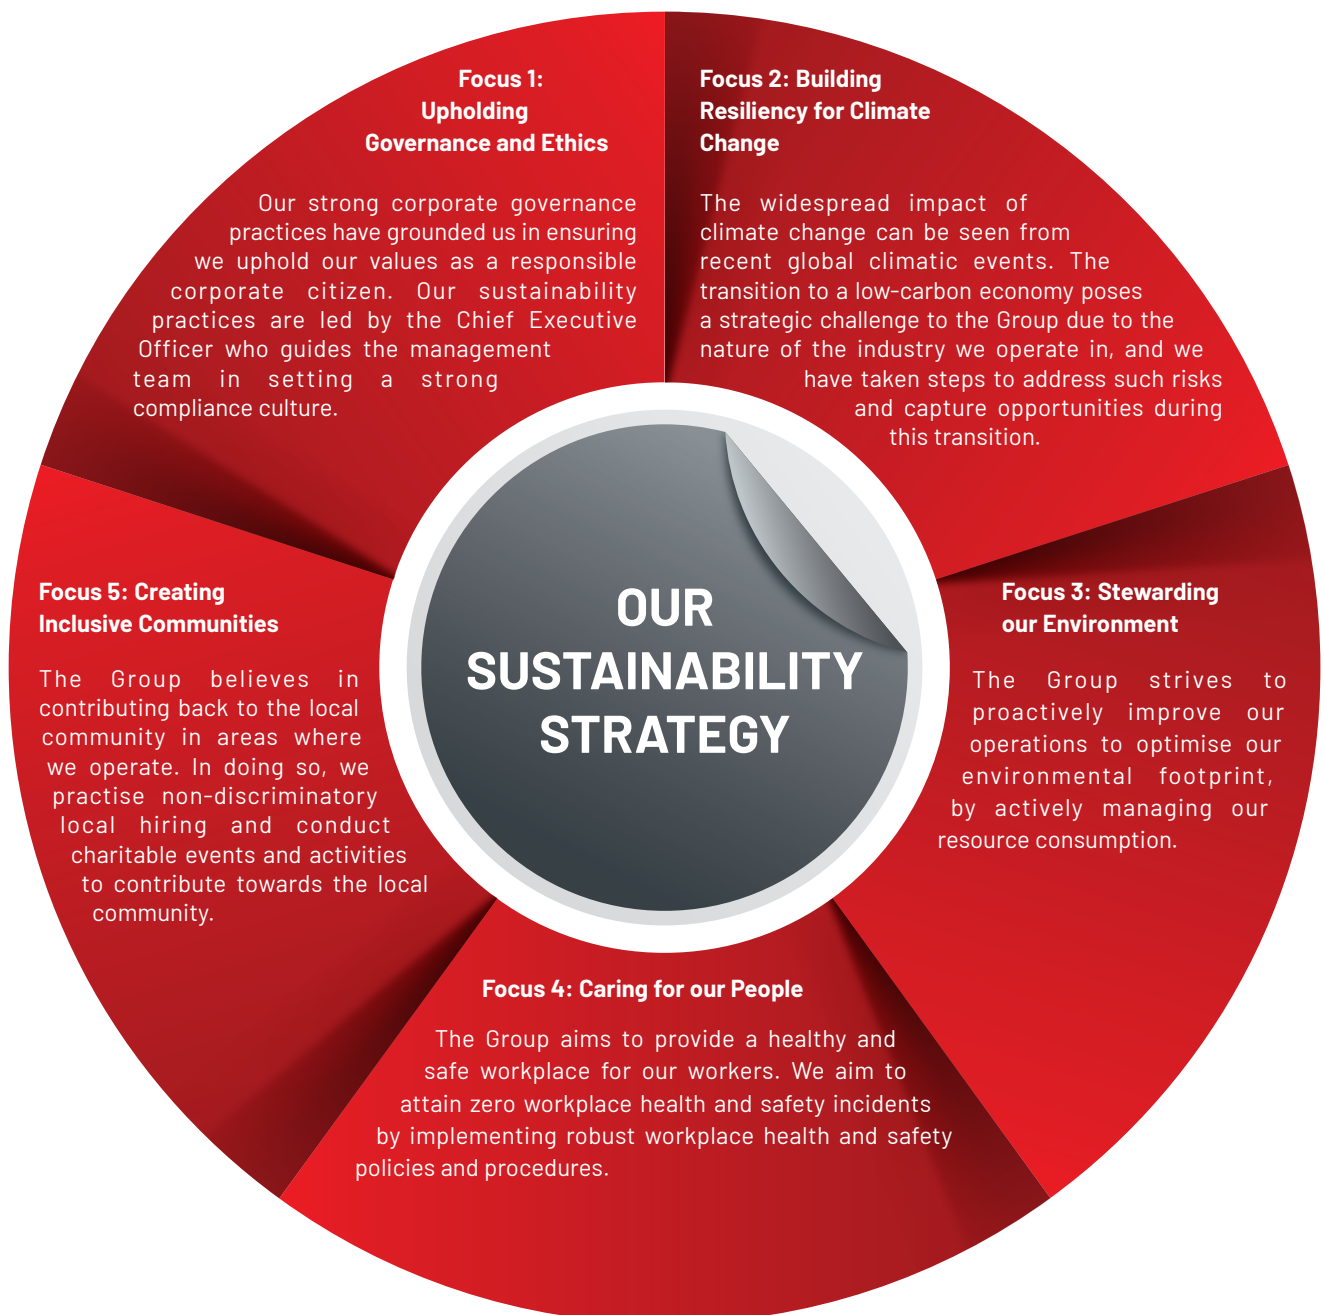 Focus 1:
Upholding
Governance and Ethics
Our strong corporate governance
practices have grounded us in ensuring
we uphold our values as a responsible
corporate citizen. Our sustainability
practices are led by the Chief Executive
Officer who guides the management
team in setting a strong
compliance culture.
Focus 2: Building
Resiliency for Climate
Change
The widespread impact of
climate change can be seen from
recent global climatic events. The
transition to a low-carbon economy poses
a strategic challenge to the Group due to the
nature of the industry we operate in, and we
have taken steps to address such risks
and capture opportunities during
this transition.
OUR
SUSTAINABILITY
STRATEGY
Focus 3: Stewarding
our Environment
The Group strives to
proactively improve our
operations to optimise our
environmental footprint,
by actively managing our
resource consumption.
Focus 4: Caring for our People
The Group aims to provide a healthy and
safe workplace for our workers. We aim to
attain zero workplace health and safety incidents
by implementing robust workplace health and safety
policies and procedures.
Focus 5: Creating
Inclusive Communities
The Group believes in
contributing back to the local
community in areas where
we operate. In doing so, we
practise non-discriminatory
local hiring and conduct
charitable events and activities
to contribute towards the local
community.